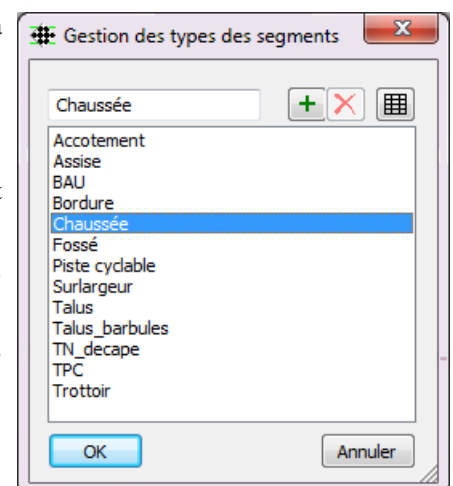 Gestion des types des segments
Chaussée
Accotement
Assise
BAU
Bordure
Chaussée
Fossé
Piste cyclable
Surlargeur
Talus
Talus_barbules
TN_decape
TPC
Trottoir
OK
Annuler